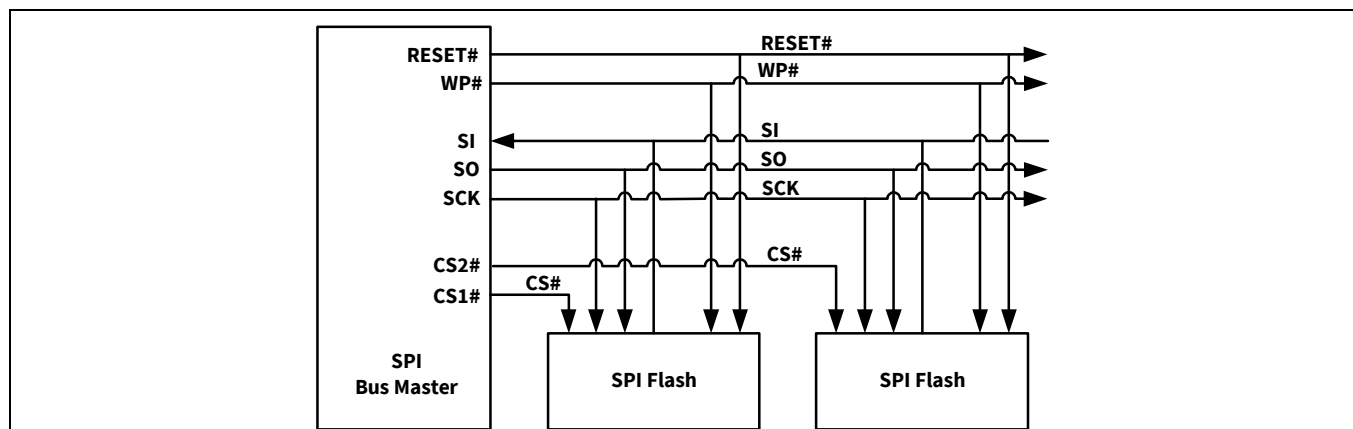 RESET# RESET#
WP# WP#
SI SI
SO SO
SCK SCK
CS2# CS#
CS1# CS#
SPI
Bus Master
SPI Flash SPI Flash